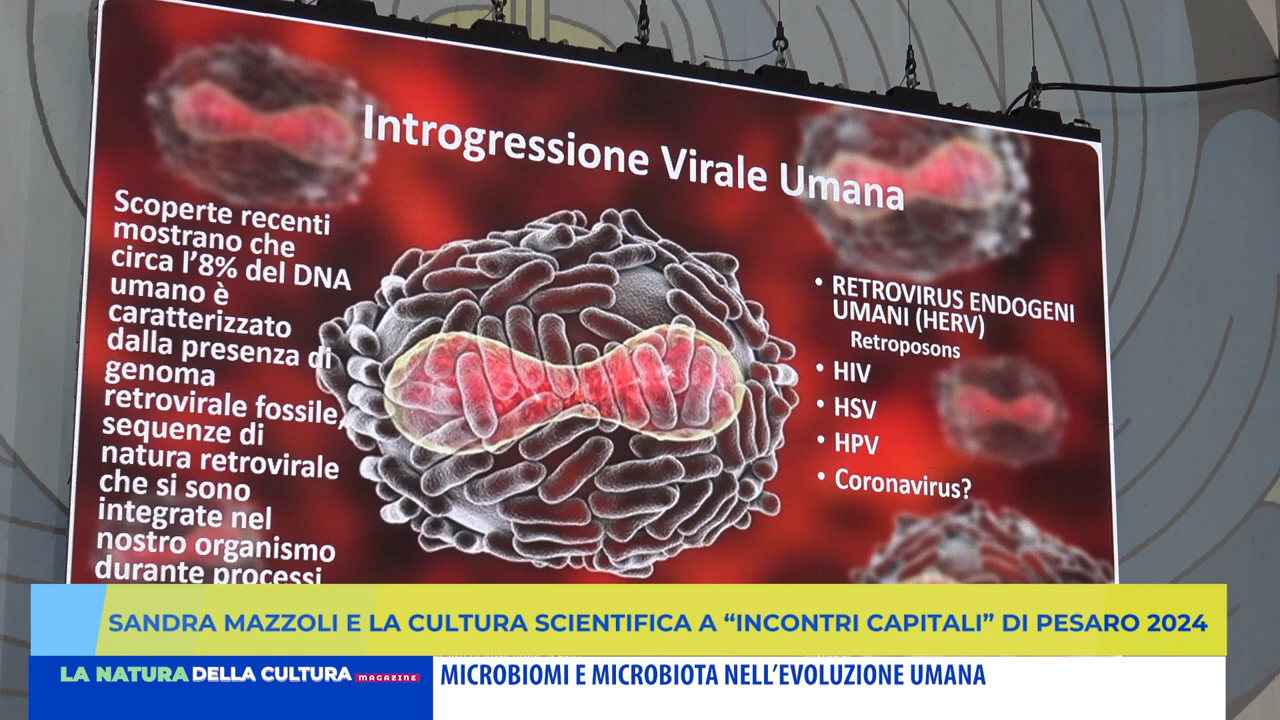 Introgressione Virale Umana
Scoperte recenti
mostrano che
circa l'8% del DNA
umano è
caratterizzato
dalla presenza di
genoma
retrovirale fossile,
sequenze di
natura retrovirale
che si sono
integrate nel
nostro organismo
durante processi
• RETROVIRUS ENDOGENI
UMANI (HERV)
Retroposons
• HIV
• HSV
• HPV
• Coronavirus?
SANDRA MAZZOLI E LA CULTURA SCIENTIFICA A “INCONTRI CAPITALI” DI PESARO 2024
LA NATURA DELLA CULTURA MAGAZINE
MICROBIOMI E MICROBIOTA NELL'EVOLUZIONE UMANA